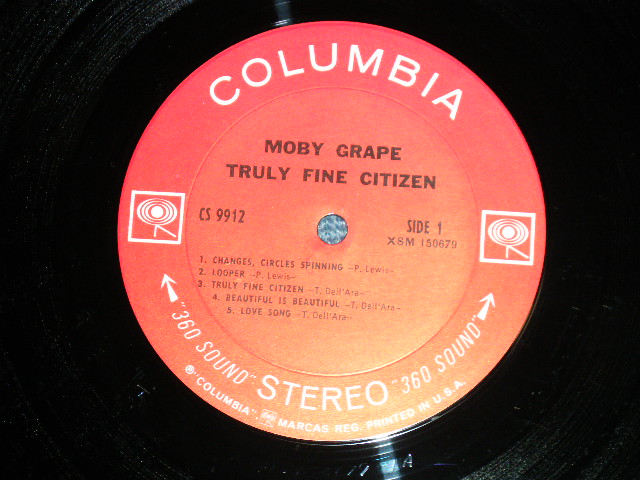 COLUMBIA
MOBY GRAPE
TRULY FINE CITIZEN
CS 9912
SIDE 1
XSM 150679
1. CHANGES, CIRCLES SPINNING -P. Lewis-
2. LOOPER -P. Lewis-
3. TRULY FINE CITIZEN -T. Dell'Ara-
4. BEAUTIFUL IS BEAUTIFUL -T. Dell'Ara-
5. LOVE SONG -T. Dell'Ara-
"360 SOUND" STEREO "360 SOUND"
® "COLUMBIA", MARCAS REG. PRINTED IN U.S.A.